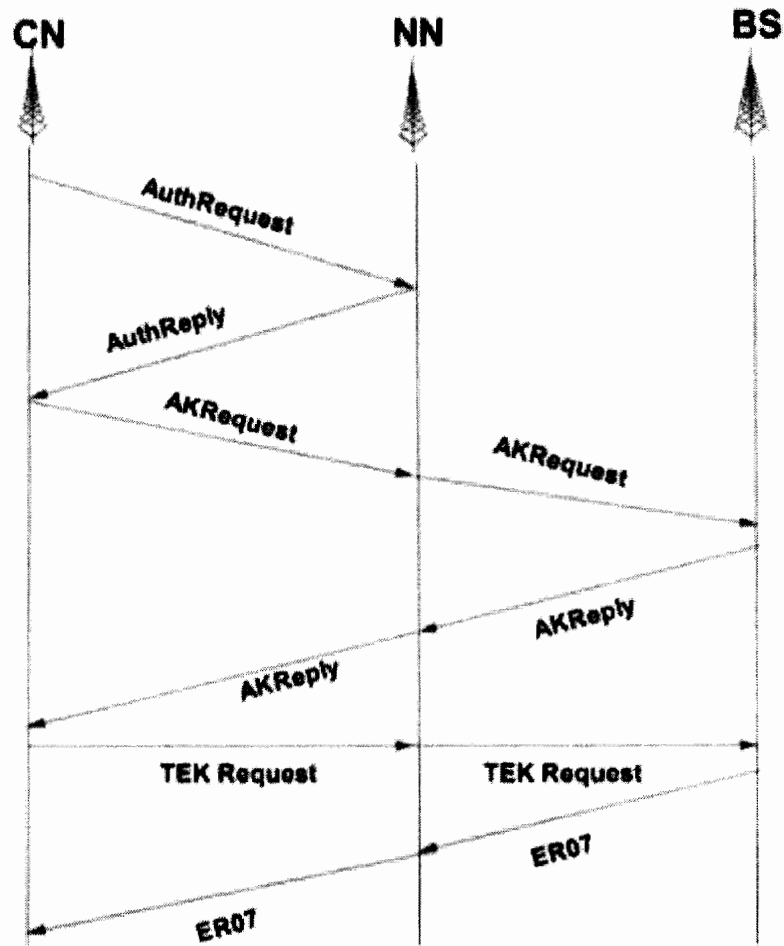 CN
NN
BS
AuthRequest
AuthReply
AKRequest
AKRequest
AKReply
AKReply
TEK Request
TEK Request
ER07
ER07